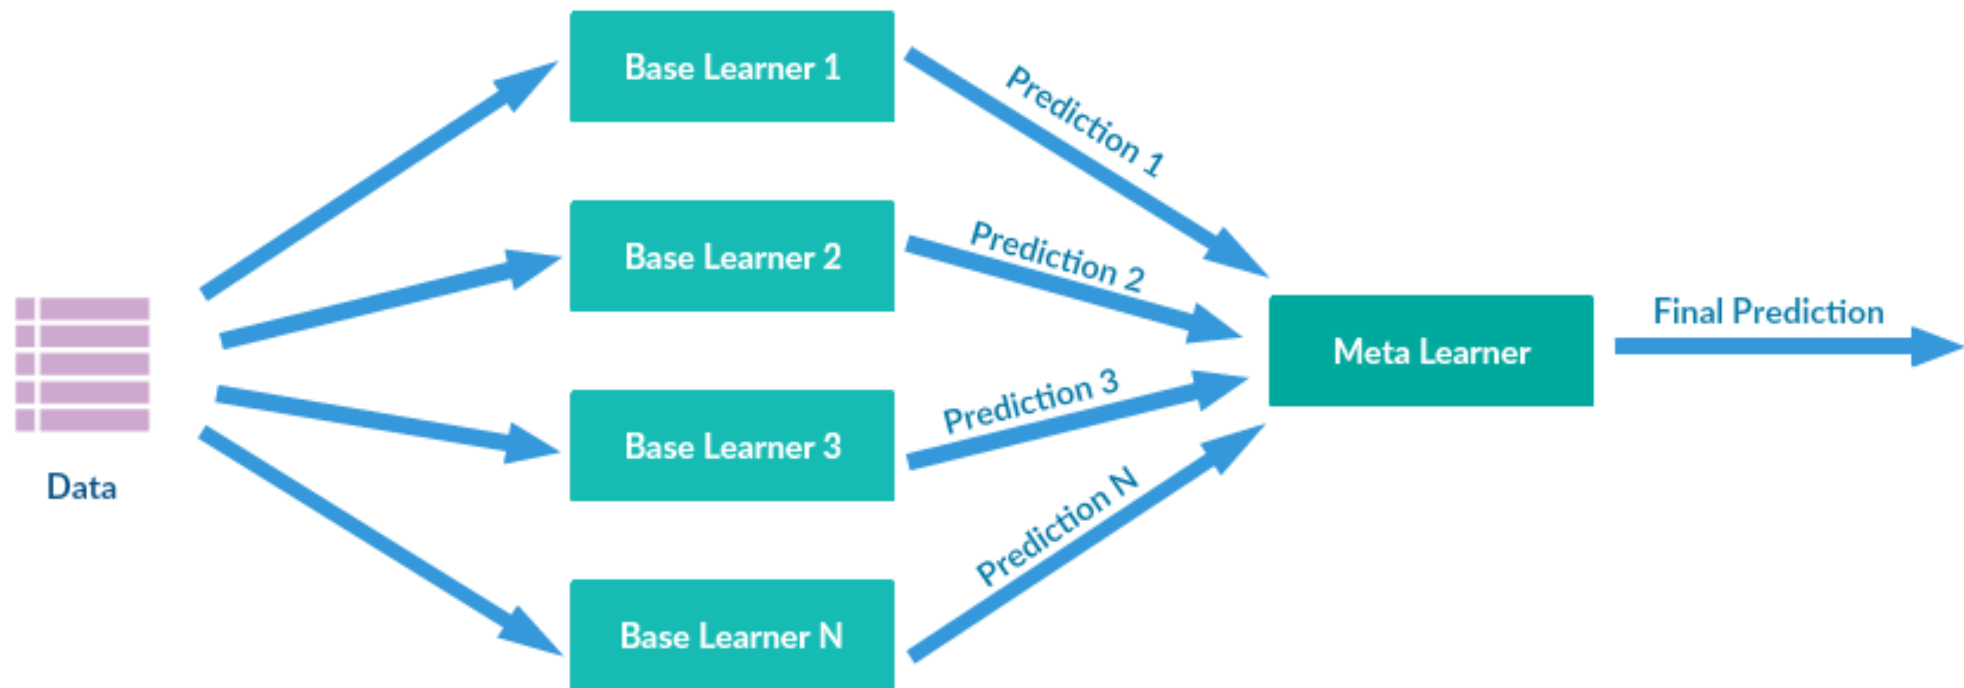 Data
Base Learner 1
Base Learner 2
Base Learner 3
Base Learner N
Prediction 1
Prediction 2
Prediction 3
Prediction N
Meta Learner
Final Prediction